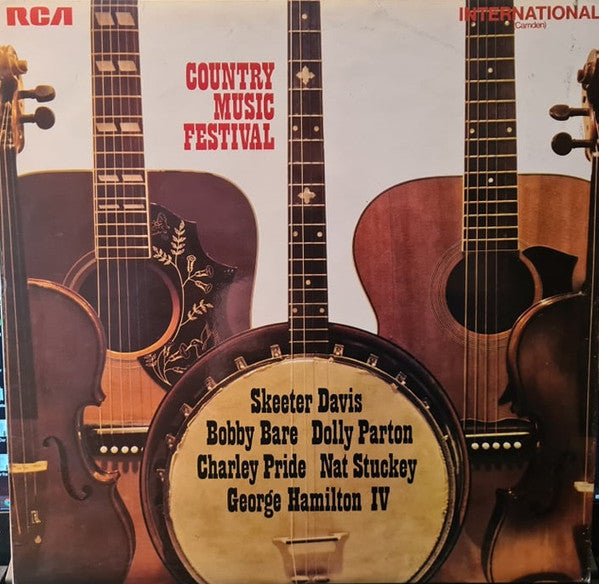 RCA
INTERNATIONAL
(Camden)
COUNTRY
MUSIC
FESTIVAL
Skeeter Davis
Bobby Bare Dolly Parton
Charley Pride Nat Stuckey
George Hamilton IV